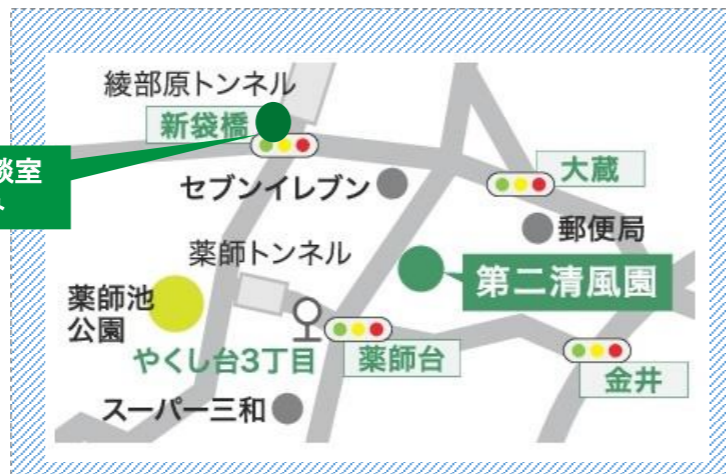 綾部原トンネル
新袋橋
談室
セブンイレブン
大蔵
郵便局
薬師トンネル
第二清風園
薬師池
公園
やくし台3丁目
薬師台
金井
スーパー三和